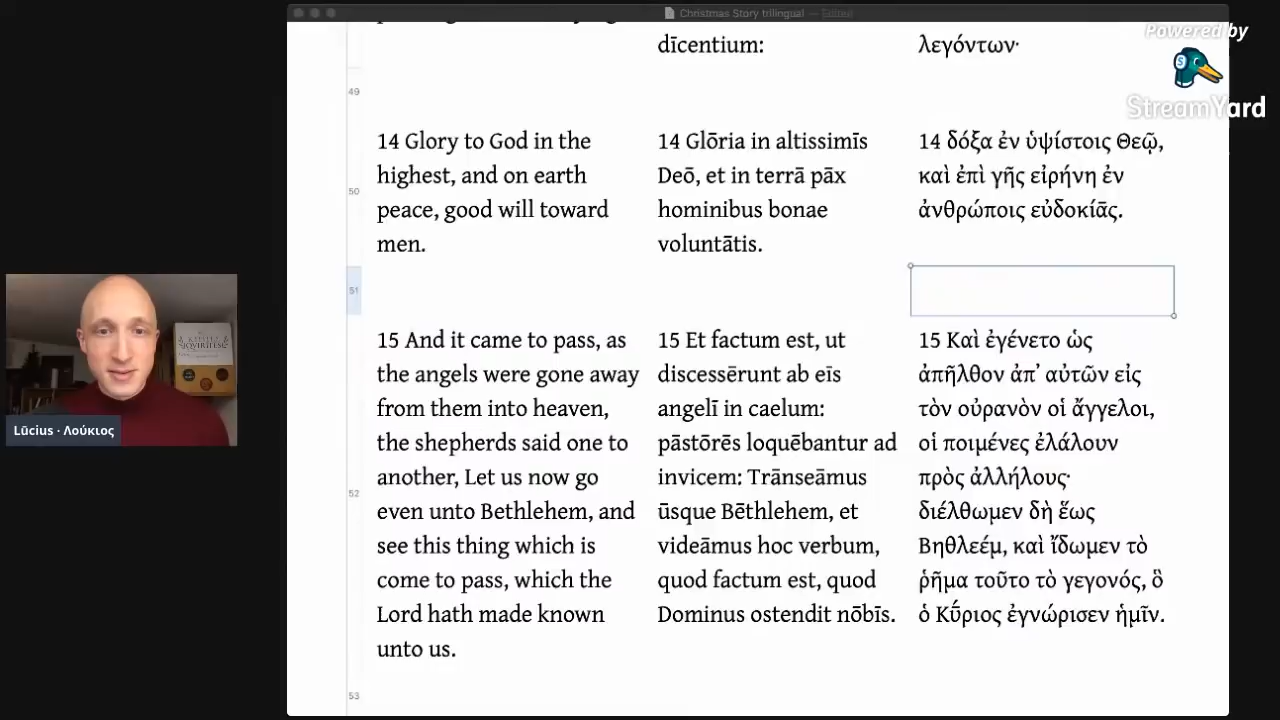 Christmas Story trilingual — Edited
Powered by
StreamYard
dīcentium:
λεγόντων·
49
14 Glory to God in the
highest, and on earth
peace, good will toward
men.
14 Glōria in altissimīs
Deō, et in terrā pāx
hominibus bonae
voluntātis.
14 δόξα ἐν ὑψίστοις Θεῷ,
καὶ ἐπὶ γῆς εἰρήνη ἐν
ἀνθρώποις εὐδοκίᾱς.
50
51
15 And it came to pass, as
the angels were gone away
from them into heaven,
the shepherds said one to
another, Let us now go
even unto Bethlehem, and
see this thing which is
come to pass, which the
Lord hath made known
unto us.
15 Et factum est, ut
discessērunt ab eīs
angelī in caelum:
pāstōrēs loquēbantur ad
invicem: Trānseāmus
ūsque Bēthlehem, et
videāmus hoc verbum,
quod factum est, quod
Dominus ostendit nōbīs.
15 Καὶ ἐγένετο ὡς
ἀπῆλθον ἀπ’ αὐτῶν εἰς
τὸν οὐρανὸν οἱ ἄγγελοι,
οἱ ποιμένες ἐλάλουν
πρὸς ἀλλήλους·
διέλθωμεν δὴ ἕως
Βηθλεέμ, καὶ ἴ̄δωμεν τὸ
ῥῆμα τοῦτο τὸ γεγονός, ὃ
ὁ Κῡ́ριος ἐγνώρισεν ἡμῖν.
52
53
Lūcius · Λούκιος